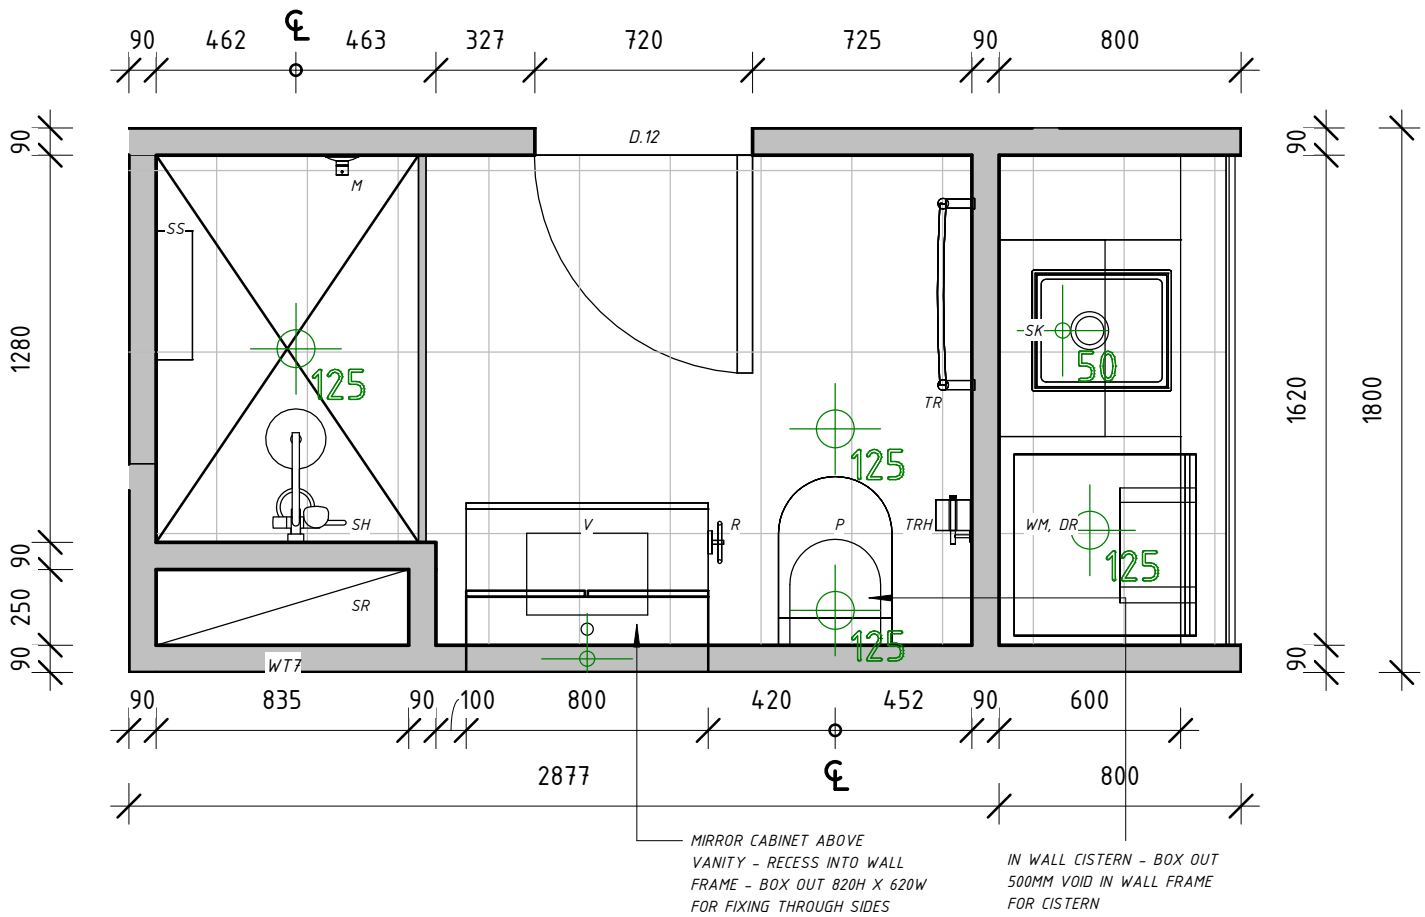 ℄
90 462 463 327 720 725 90 800
D.12
90
90
M
SS
1280
SK
50
125
TR
1620
1800
125
SH
V
R
P
TRH
WM, DR
125
90
250
SR
125
90
WT7
90
90 835 90 100 800 420 452 90 600
2877
℄
800
MIRROR CABINET ABOVE
VANITY - RECESS INTO WALL
FRAME - BOX OUT 820H X 620W
FOR FIXING THROUGH SIDES
IN WALL CISTERN - BOX OUT
500MM VOID IN WALL FRAME
FOR CISTERN